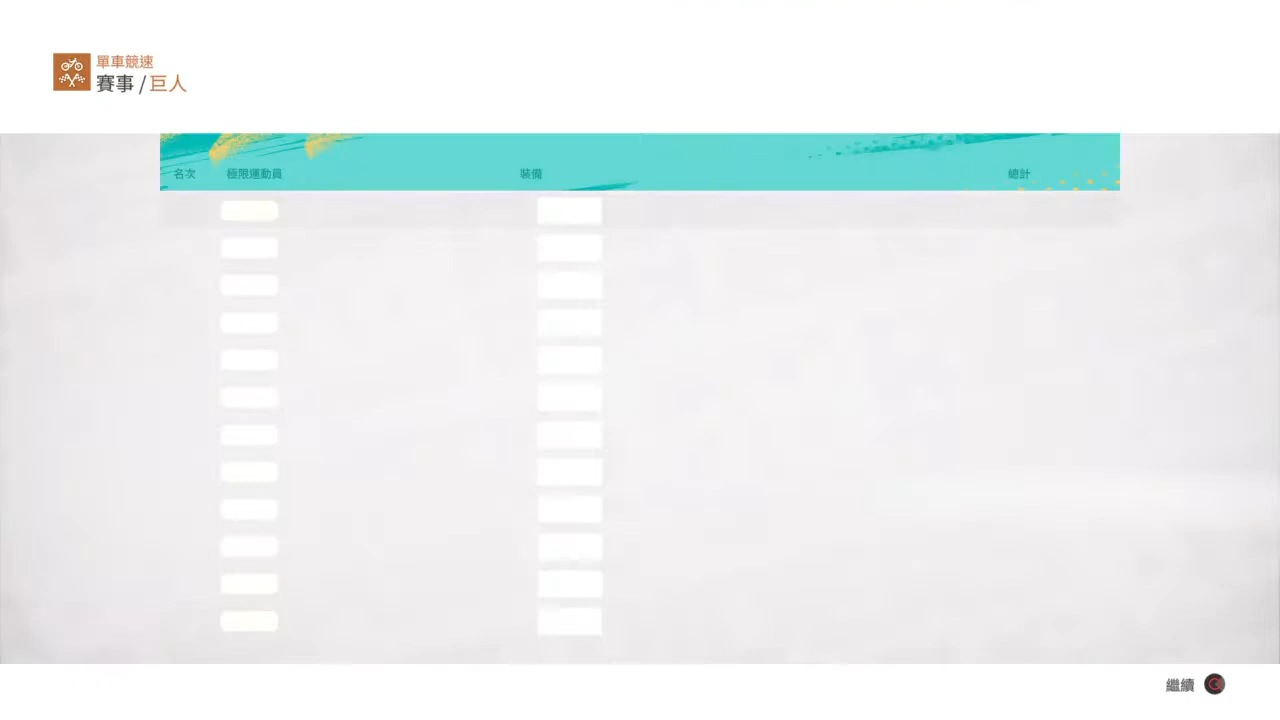 單車競速
賽事 / 巨人
名次 極限運動員 裝備 總計
繼續